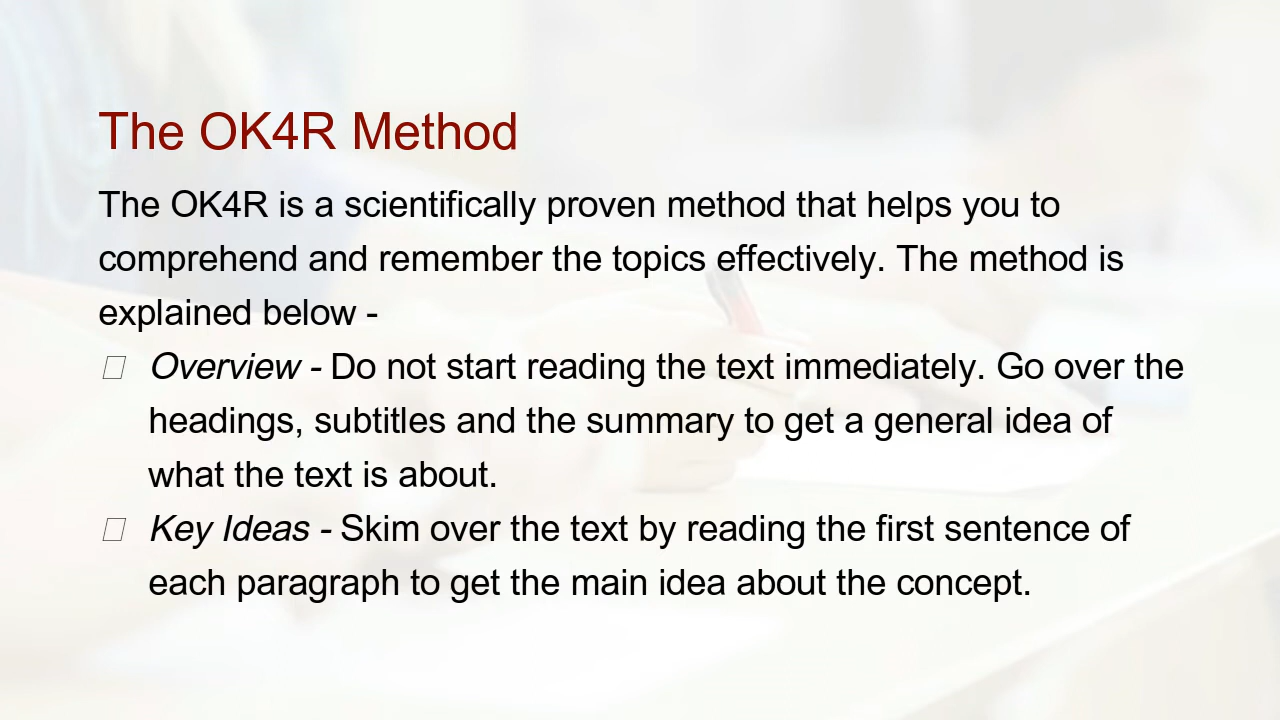 The OK4R Method
The OK4R is a scientifically proven method that helps you to
comprehend and remember the topics effectively. The method is
explained below -
Overview - Do not start reading the text immediately. Go over the
headings, subtitles and the summary to get a general idea of
what the text is about.
Key Ideas - Skim over the text by reading the first sentence of
each paragraph to get the main idea about the concept.